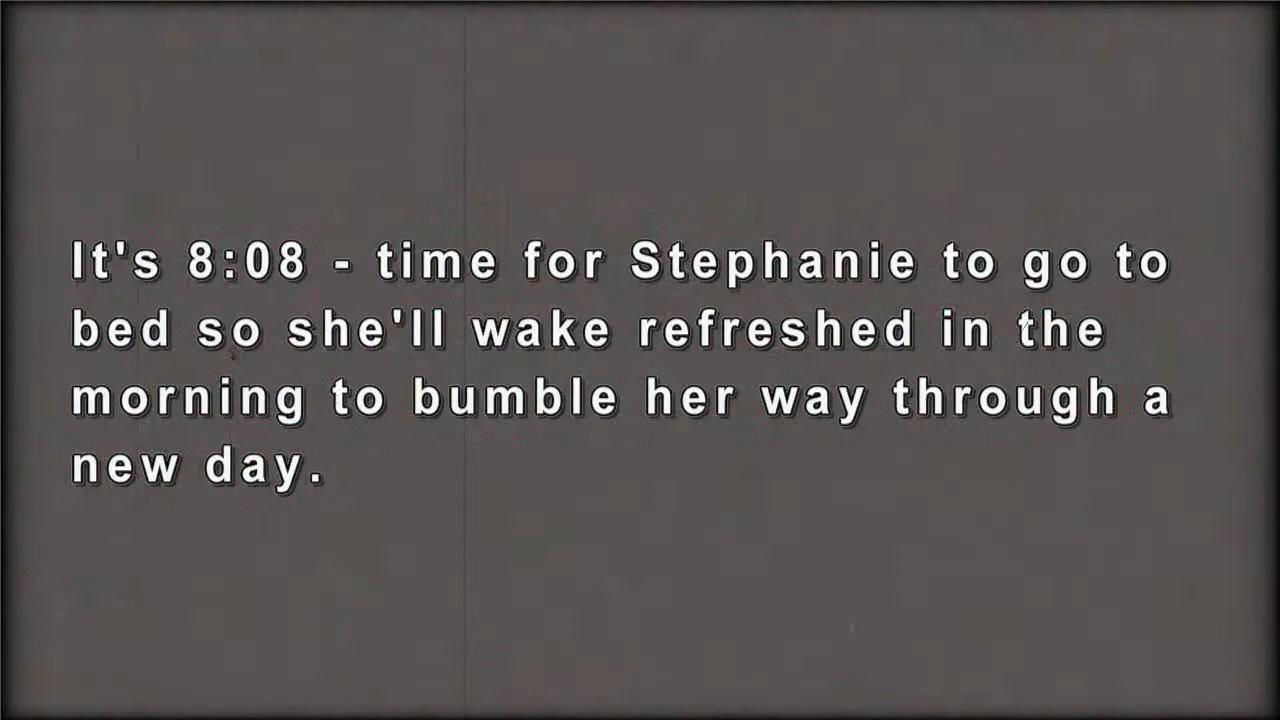 It's 8:08 - time for Stephanie to go to
bed so she'll wake refreshed in the
morning to bumble her way through a
new day.